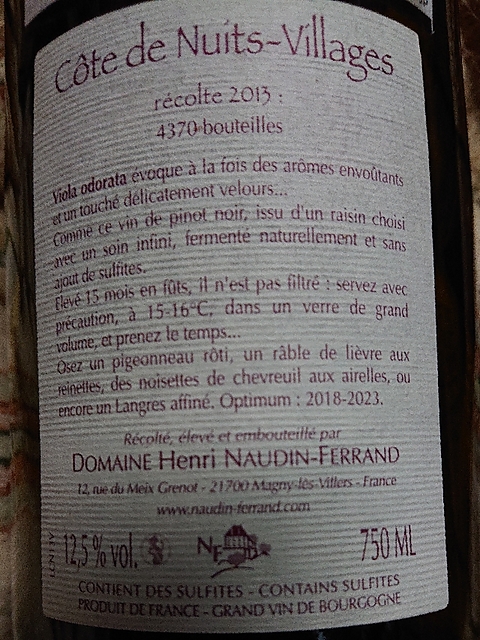 Côte de Nuits-Villages
récolte 2013 :
4370 bouteilles
Viola odorata évoque à la fois des arômes envoûtants
et un touché délicatement velours...
Comme ce vin de pinot noir, issu d'un raisin choisi
avec un soin infini, fermenté naturellement et sans
ajout de sulfites.
Élevé 15 mois en fûts, il n'est pas filtré : servez avec
précaution, à 15-16°C, dans un verre de grand
volume, et prenez le temps...
Osez un pigeonneau rôti, un râble de lièvre aux
reinettes, des noisettes de chevreuil aux airelles, ou
encore un Langres affiné. Optimum : 2018-2023.
Récolté, élevé et embouteillé par
DOMAINE Henri NAUDIN-FERRAND
12, rue du Meix Grenot - 21700 Magny-lès-Villers - France
www.naudin-ferrand.com
12,5 % vol. NF 750 ML
CONTIENT DES SULFITES - CONTAINS SULFITES
PRODUIT DE FRANCE - GRAND VIN DE BOURGOGNE